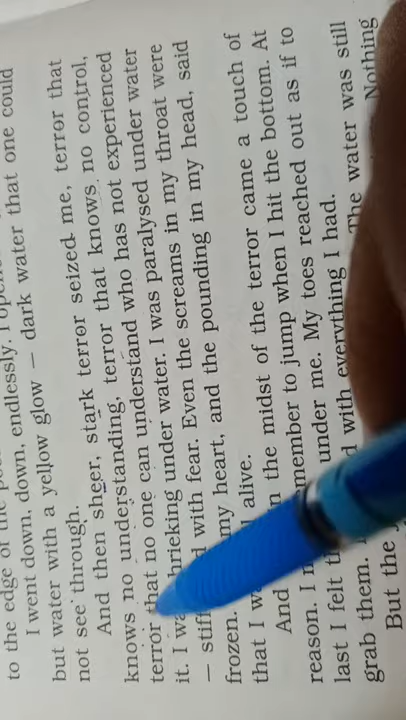 to the edge of the
I went down, down, endlessly. I
but water with a yellow glow — dark water that one could
not see through.
And then sheer, stark terror seized me, terror that
knows no understanding, terror that knows no control,
terror that no one can understand who has not experienced
it. I was shrieking under water. I was paralysed under water
— stiff with fear. Even the screams in my throat were
frozen. my heart, and the pounding in my head, said
that I alive.
And in the midst of the terror came a touch of
reason. I remember to jump when I hit the bottom. At
last I felt under me. My toes reached out as if to
grab them. with everything I had.
But the The water was still
Nothing